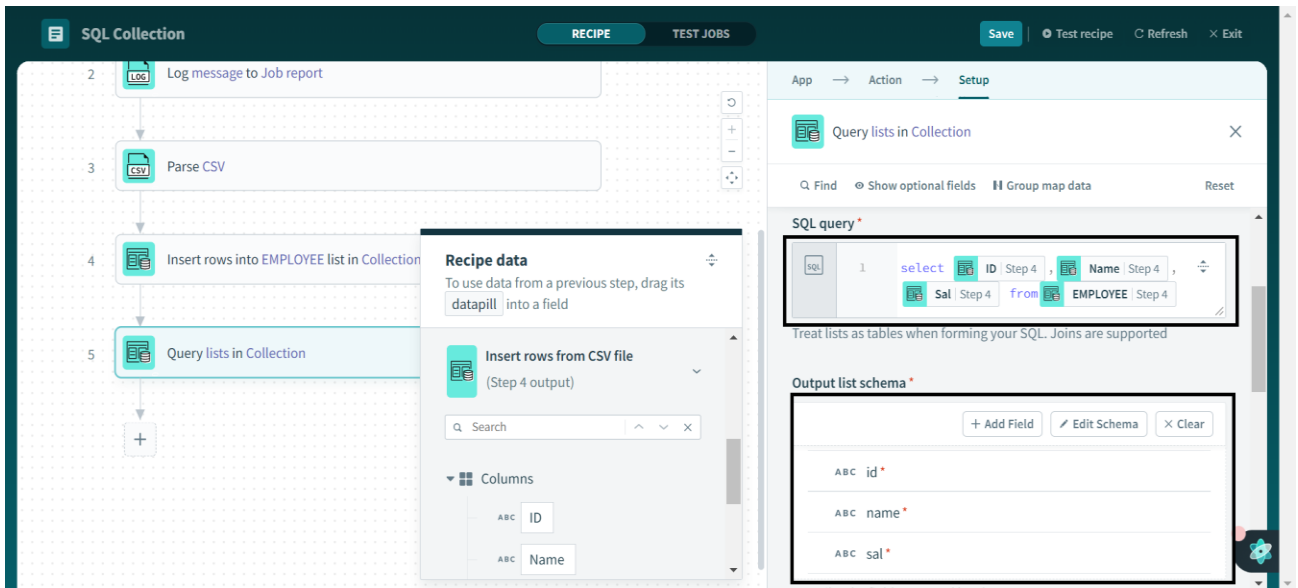 SQL Collection
RECIPE
TEST JOBS
Save
Test recipe
Refresh
Exit
2
LOG
Log message to Job report
3
CSV
Parse CSV
4
Insert rows into EMPLOYEE list in Collection
5
Query lists in Collection
Recipe data
To use data from a previous step, drag its
datapill into a field
Insert rows from CSV file
(Step 4 output)
Search
Columns
ABC ID
ABC Name
App → Action → Setup
Query lists in Collection
Find
Show optional fields
Group map data
Reset
SQL query *
SQL
1 select ID | Step 4 , Name | Step 4 ,
Sal | Step 4 from EMPLOYEE | Step 4
Treat lists as tables when forming your SQL. Joins are supported
Output list schema *
+ Add Field
Edit Schema
Clear
ABC id *
ABC name *
ABC sal *